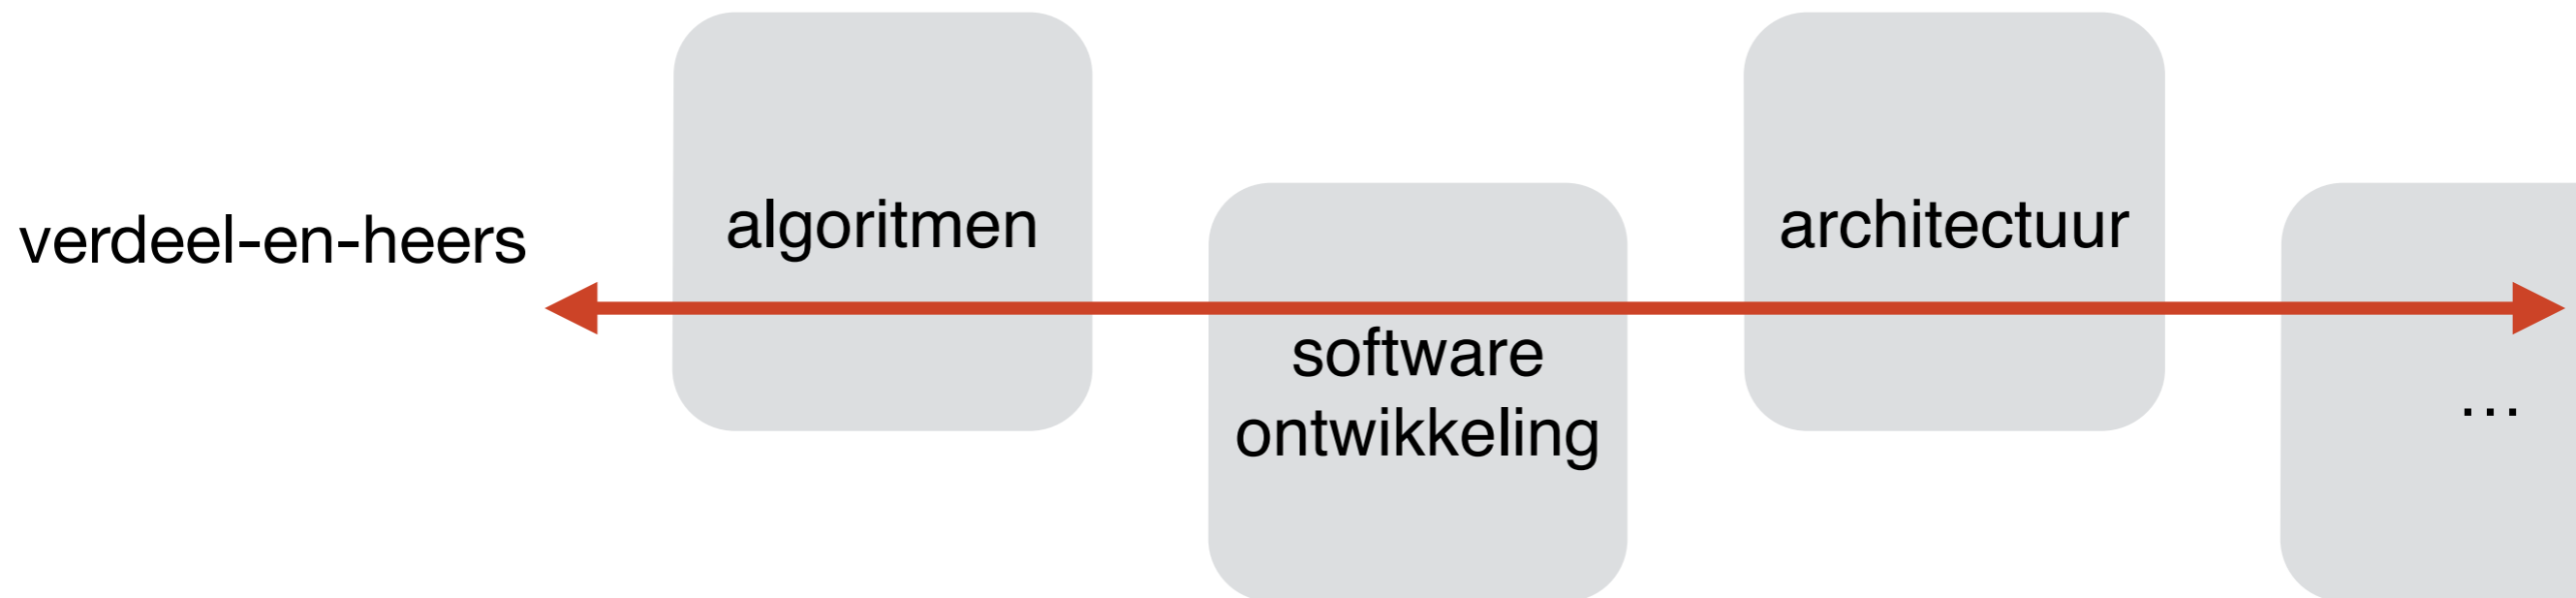 verdeel-en-heers
algoritmen
software
ontwikkeling
architectuur
...